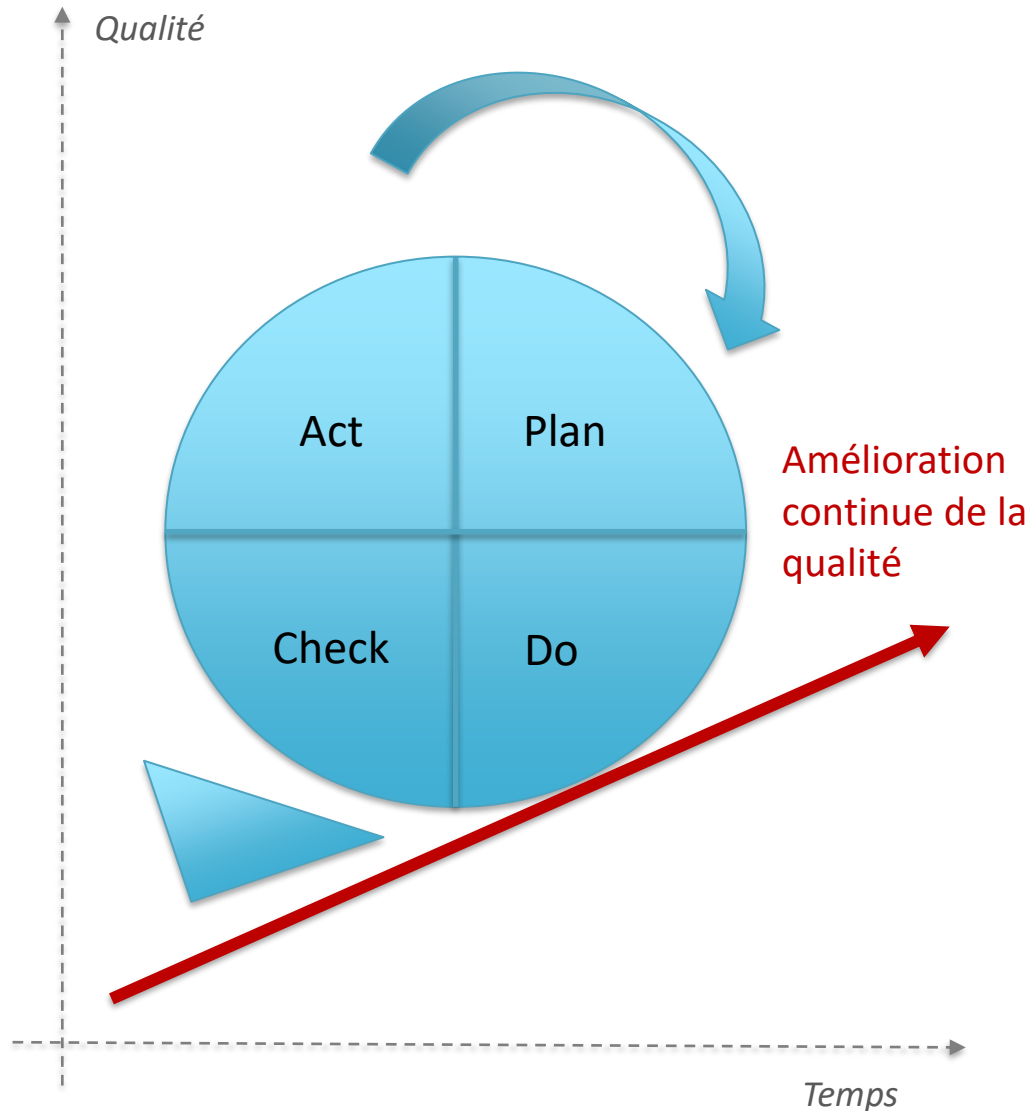 Qualité
Act
Plan
Amélioration
continue de la
qualité
Check
Do
Temps